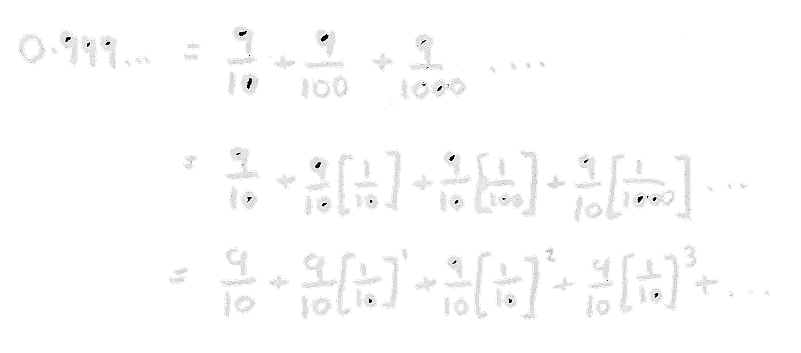 0.999... = 9/10 + 9/100 + 9/1000 ....
= 9/10 + 9/10[1/10] + 9/10[1/100] + 9/10[1/1000] ...
= 9/10 + 9/10[1/10]^1 + 9/10[1/10]^2 + 9/10[1/10]^3 + ....